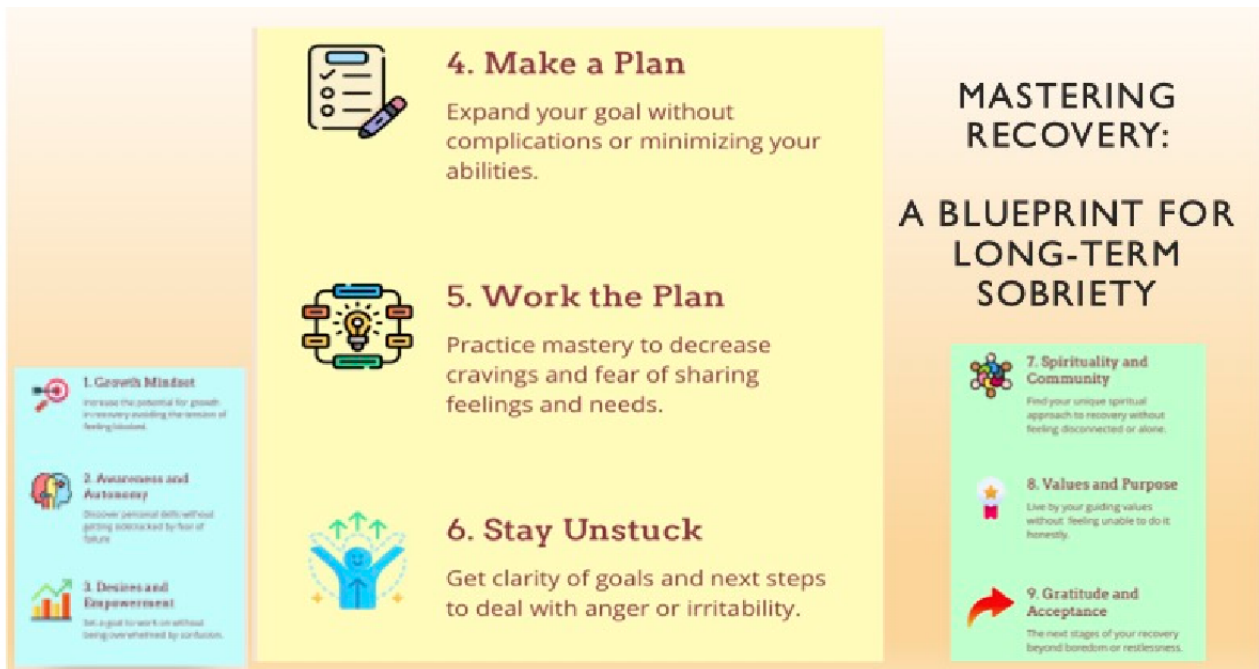 4. Make a Plan
Expand your goal without
complications or minimizing your
abilities.
5. Work the Plan
Practice mastery to decrease
cravings and fear of sharing
feelings and needs.
6. Stay Unstuck
Get clarity of goals and next steps
to deal with anger or irritability.
1. Growth Mindset
Increase the potential for growth
in recovery avoiding the tension of
feeling blocked.
2. Awareness and
Autonomy
Discover personal skills without
getting sidetracked by fear of
failure
3. Desires and
Empowerment
Set a goal to work on without
being overwhelmed by confusion.
MASTERING
RECOVERY:
A BLUEPRINT FOR
LONG-TERM
SOBRIETY
7. Spirituality and
Community
Find your unique spiritual
approach to recovery without
feeling disconnected or alone.
8. Values and Purpose
Live by your guiding values
without feeling unable to do it
honestly.
9. Gratitude and
Acceptance
The next stages of your recovery
beyond boredom or restlessness.